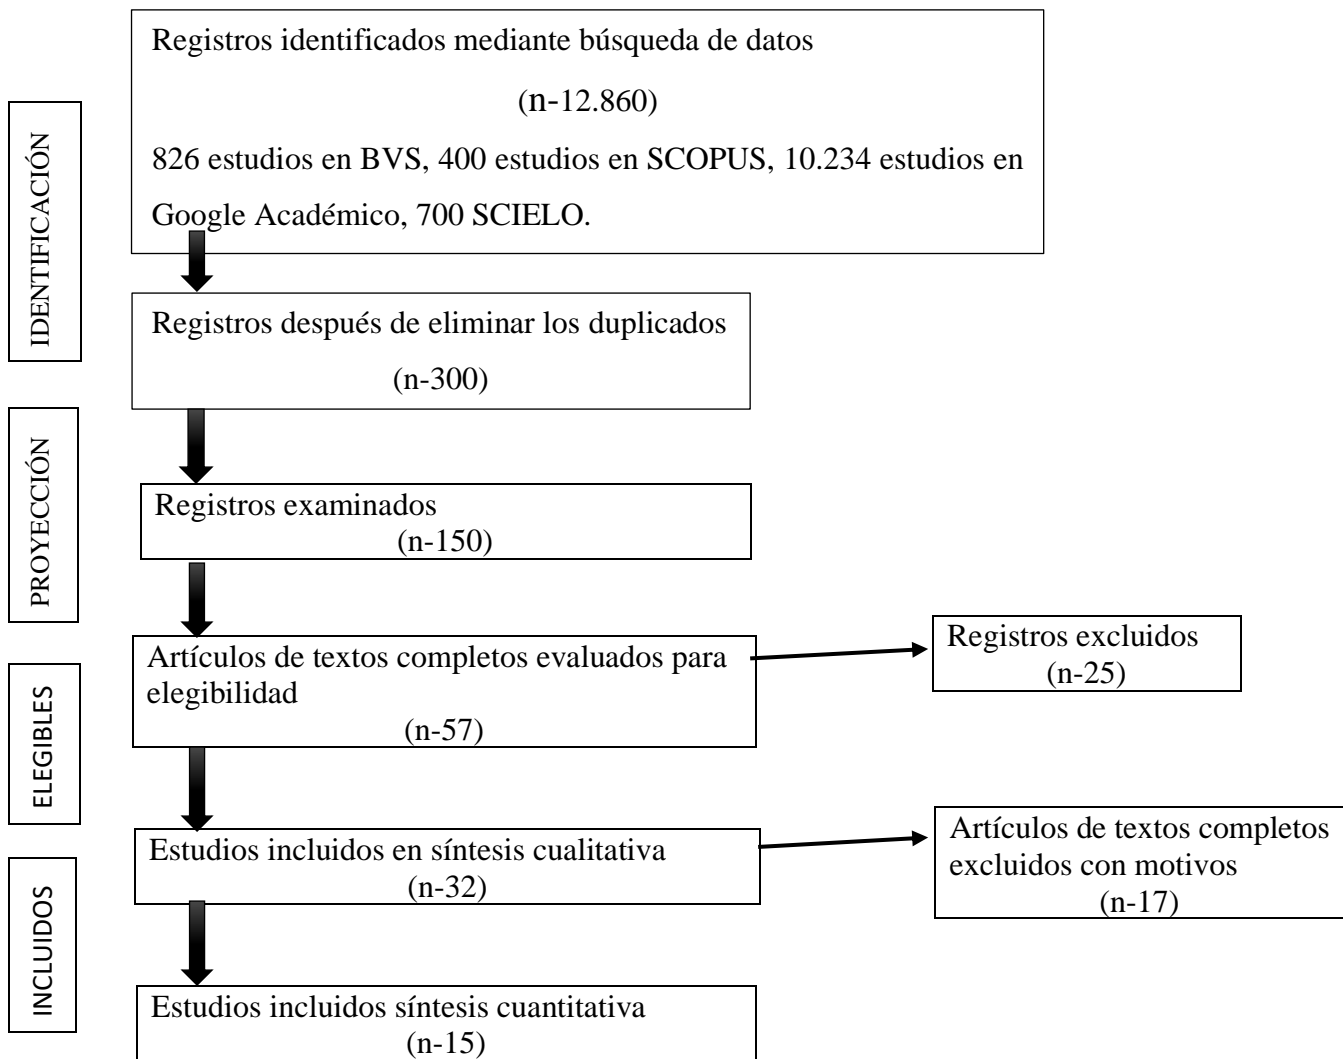 Registros identificados mediante búsqueda de datos
(n-12.860)
826 estudios en BVS, 400 estudios en SCOPUS, 10.234 estudios en
Google Académico, 700 SCIELO.
IDENTIFICACIÓN
Registros después de eliminar los duplicados
(n-300)
PROYECCIÓN
Registros examinados
(n-150)
Artículos de textos completos evaluados para
elegibilidad
(n-57)
Registros excluidos
(n-25)
ELEGIBLES
Estudios incluidos en síntesis cualitativa
(n-32)
Artículos de textos completos
excluidos con motivos
(n-17)
INCLUIDOS
Estudios incluidos síntesis cuantitativa
(n-15)